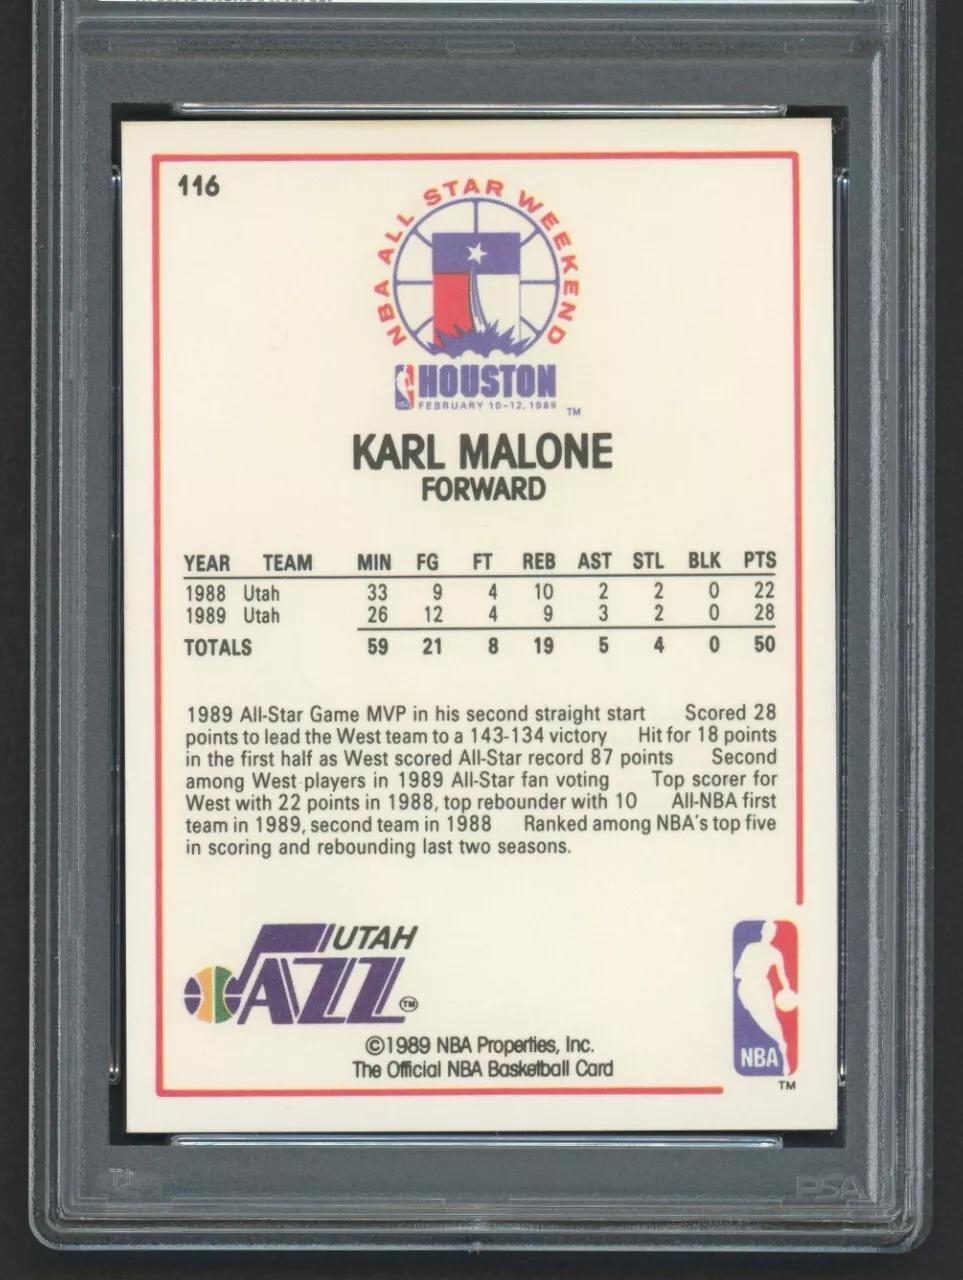 116
NBA ALL STAR WEEKEND
HOUSTON
FEBRUARY 10-12, 1989
TM
KARL MALONE
FORWARD
YEAR TEAM MIN FG FT REB AST STL BLK PTS
1988 Utah 33 9 4 10 2 2 0 22
1989 Utah 26 12 4 9 3 2 0 28
TOTALS 59 21 8 19 5 4 0 50
1989 All-Star Game MVP in his second straight start Scored 28
points to lead the West team to a 143-134 victory Hit for 18 points
in the first half as West scored All-Star record 87 points Second
among West players in 1989 All-Star fan voting Top scorer for
West with 22 points in 1988, top rebounder with 10 All-NBA first
team in 1989, second team in 1988 Ranked among NBA's top five
in scoring and rebounding last two seasons.
UTAH
JAZZ
TM
©1989 NBA Properties, Inc.
The Official NBA Basketball Card
NBA
TM
PSA